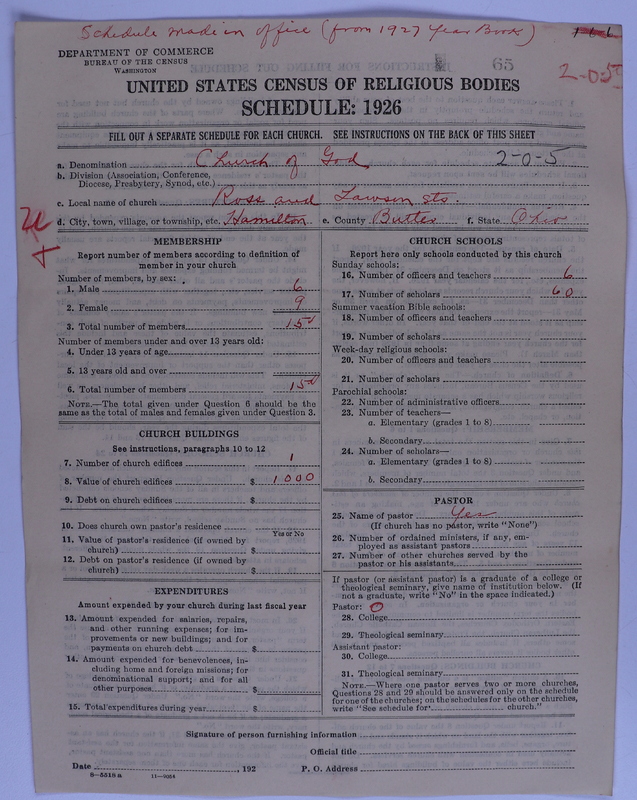 Schedule made in office (from 1927 Year Book)
DEPARTMENT OF COMMERCE
BUREAU OF THE CENSUS
WASHINGTON
65
2-0-5
UNITED STATES CENSUS OF RELIGIOUS BODIES
SCHEDULE: 1926
FILL OUT A SEPARATE SCHEDULE FOR EACH CHURCH. SEE INSTRUCTIONS ON THE BACK OF THIS SHEET
a. Denomination Church of God 2-0-5
b. Division (Association, Conference,
Diocese, Presbytery, Synod, etc.)
c. Local name of church Ross and Lawson sts.
d. City, town, village, or township, etc. Hamilton e. County Butler f. State Ohio
MEMBERSHIP
Report number of members according to definition of
member in your church
Number of members, by sex:
1. Male 6
2. Female 9
3. Total number of members 15
Number of members under and over 13 years old:
4. Under 13 years of age
5. 13 years old and over
6. Total number of members 15
NOTE.—The total given under Question 6 should be the
same as the total of males and females given under Question 3.
CHURCH BUILDINGS
See instructions, paragraphs 10 to 12
7. Number of church edifices 1
8. Value of church edifices $ 1000
9. Debt on church edifices $
10. Does church own pastor's residence
Yes or No
11. Value of pastor's residence (if owned by
church) $
12. Debt on pastor's residence (if owned by
church) $
EXPENDITURES
Amount expended by your church during last fiscal year
13. Amount expended for salaries, repairs,
and other running expenses; for im-
provements or new buildings; and for
payments on church debt $
14. Amount expended for benevolences, in-
cluding home and foreign missions; for
denominational support; and for all
other purposes $
15. Total expenditures during year $
CHURCH SCHOOLS
Report here only schools conducted by this church
Sunday schools:
16. Number of officers and teachers 6
17. Number of scholars 60
Summer vacation Bible schools:
18. Number of officers and teachers
19. Number of scholars
Week-day religious schools:
20. Number of officers and teachers
21. Number of scholars
Parochial schools:
22. Number of administrative officers
23. Number of teachers—
a. Elementary (grades 1 to 8)
b. Secondary
24. Number of scholars—
a. Elementary (grades 1 to 8)
b. Secondary
PASTOR
25. Name of pastor Yes
(If church has no pastor, write "None")
26. Number of ordained ministers, if any, em-
ployed as assistant pastors
27. Number of other churches served by the
pastor or his assistants
If pastor (or assistant pastor) is a graduate of a college or
theological seminary, give name of institution below. (If
not a graduate, write "No" in the space indicated.)
Pastor: O
28. College
29. Theological seminary
Assistant pastor:
30. College
31. Theological seminary
NOTE.—Where one pastor serves two or more churches,
Questions 28 and 29 should be answered only on the schedule
for one of the churches; on the schedules for the other churches,
write "See schedule for church."
Signature of person furnishing information
Official title
Date , 192 P. O. Address
8-5518 a 11-9054